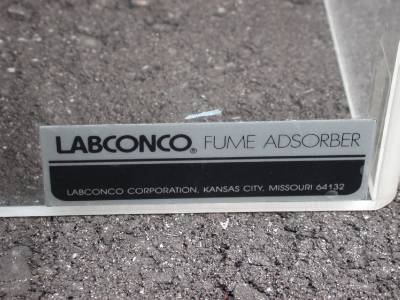 LABCONCO® FUME ADSORBER
LABCONCO CORPORATION, KANSAS CITY, MISSOURI 64132